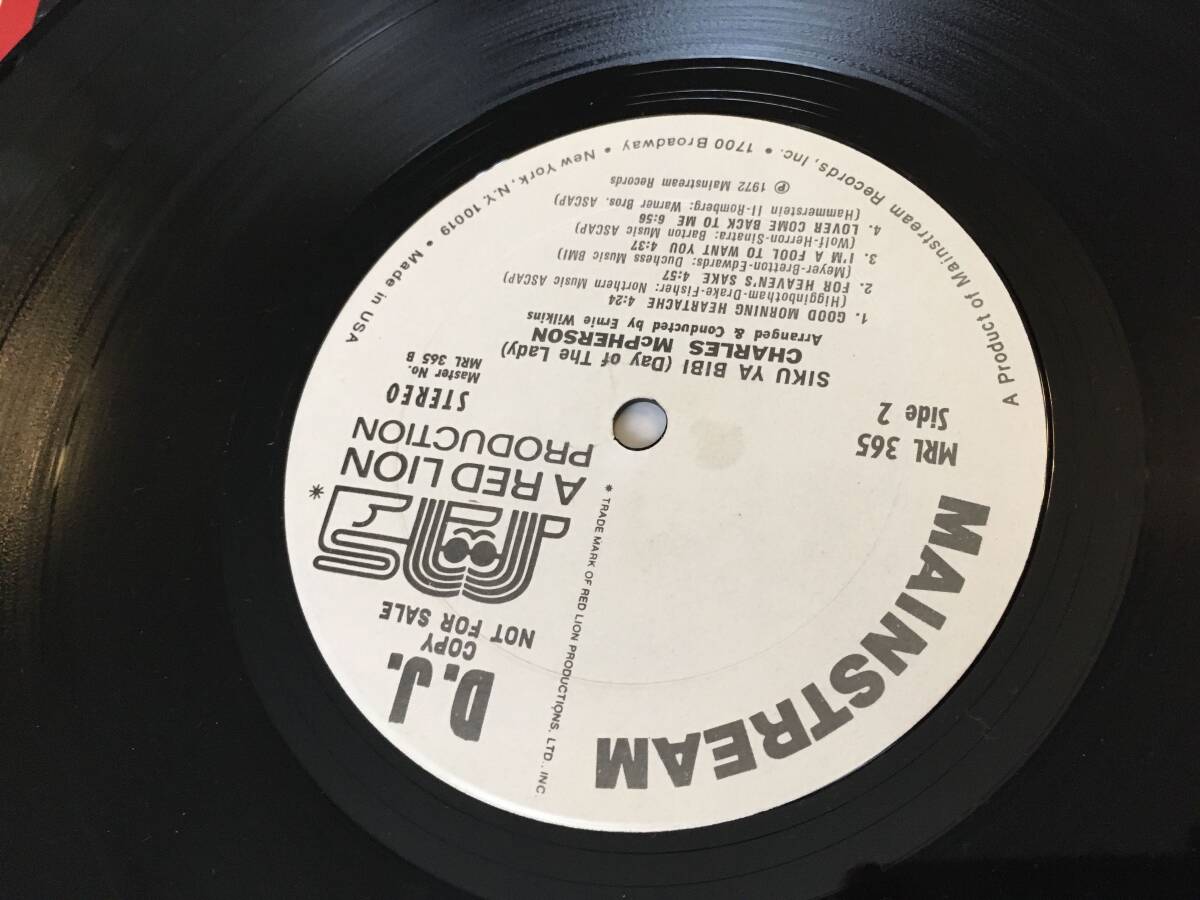 MAINSTREAM
D.J.
COPY
NOT FOR SALE
*
A RED LION
PRODUCTION
* TRADE MARK OF RED LION PRODUCTIONS, LTD., INC.
MRL 365
Side 2
STEREO
Master No.
MRL 365 B
SIKU YA BIBI (Day of The Lady)
CHARLES McPHERSON
Arranged & Conducted by Ernie Wilkins
1. GOOD MORNING HEARTACHE 4:24
(Higginbotham-Drake-Fisher: Northern Music ASCAP)
2. FOR HEAVEN'S SAKE 4:57
(Meyer-Bretton-Edwards: Duchess Music BMI)
3. I'M A FOOL TO WANT YOU 4:37
(Wolf-Herron-Sinatra: Barton Music ASCAP)
4. LOVER COME BACK TO ME 6:56
(Hammerstein II-Romberg: Warner Bros. ASCAP)
℗ 1972 Mainstream Records
A Product of Mainstream Records, Inc. • 1700 Broadway • New York, N.Y. 10019 • Made in USA